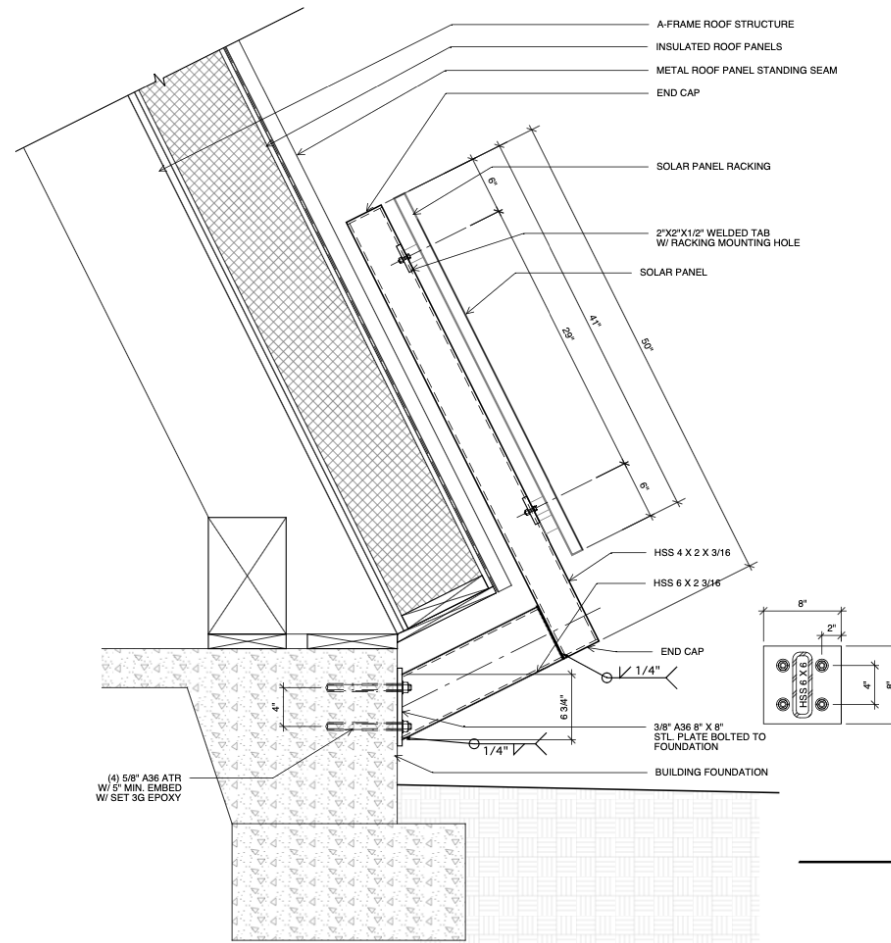 A-FRAME ROOF STRUCTURE
INSULATED ROOF PANELS
METAL ROOF PANEL STANDING SEAM
END CAP
SOLAR PANEL RACKING
6"
2"X2"X1/2" WELDED TAB
W/ RACKING MOUNTING HOLE
SOLAR PANEL
29"
41"
50"
6"
HSS 4 X 2 X 3/16
HSS 6 X 2 3/16
END CAP
1/4"
6 3/4"
4"
3/8" A36 8" X 8"
STL. PLATE BOLTED TO
FOUNDATION
1/4"
BUILDING FOUNDATION
(4) 5/8" A36 ATR
W/ 5" MIN. EMBED
W/ SET 3G EPOXY
8"
2"
HSS 6 X 6
4"
8"